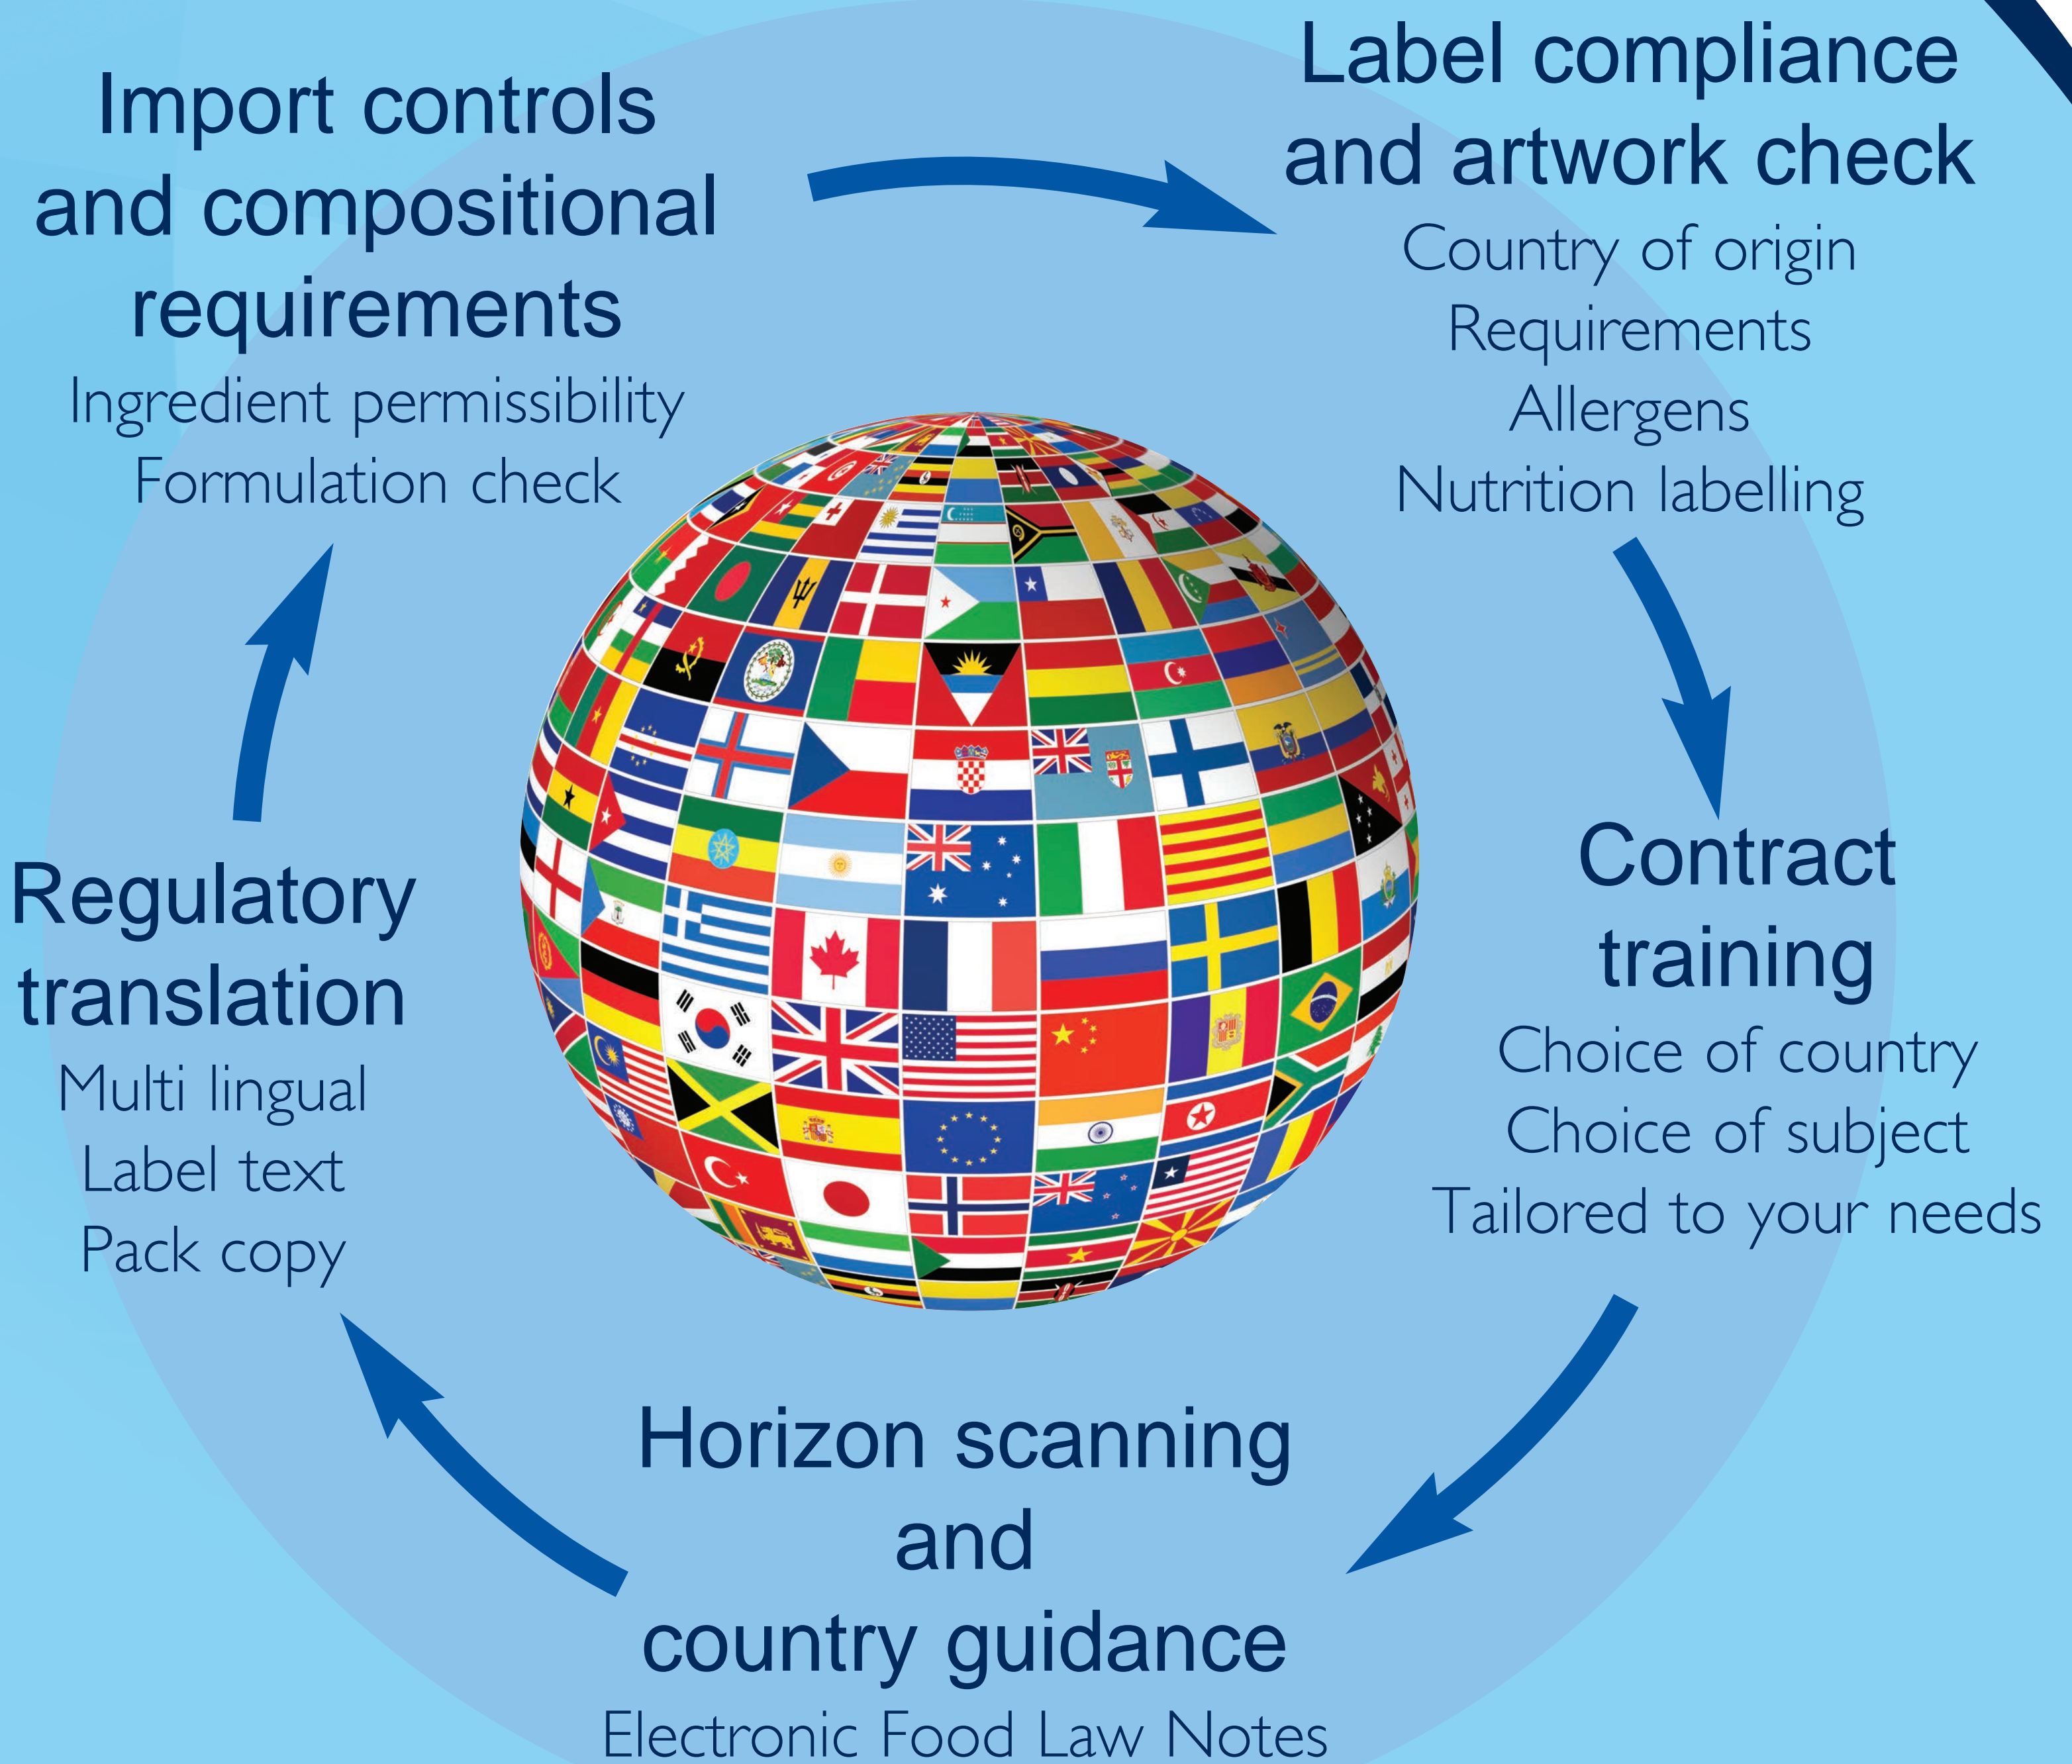 Import controls
and compositional
requirements
Ingredient permissibility
Formulation check
Label compliance
and artwork check
Country of origin
Requirements
Allergens
Nutrition labelling
Contract
training
Choice of country
Choice of subject
Tailored to your needs
Horizon scanning
and
country guidance
Electronic Food Law Notes
Regulatory
translation
Multi lingual
Label text
Pack copy